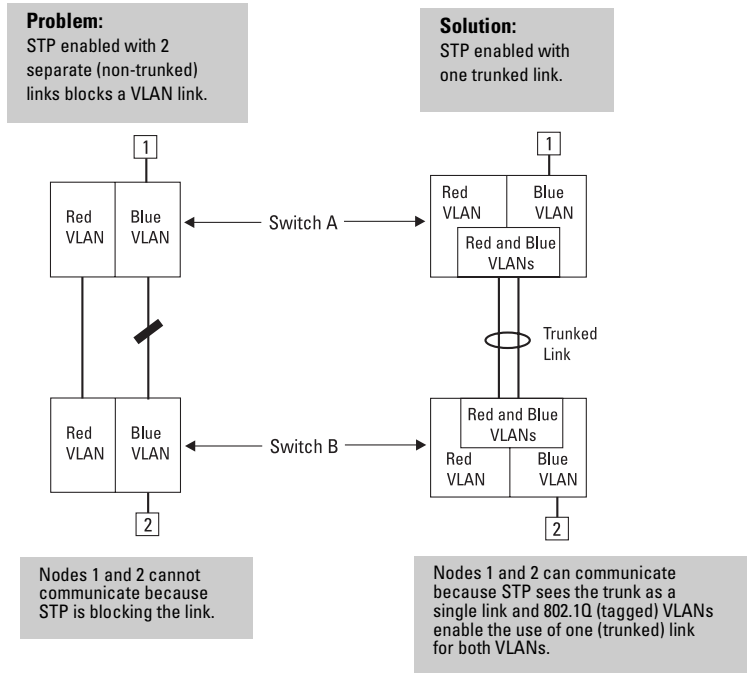 Problem:
STP enabled with 2
separate (non-trunked)
links blocks a VLAN link.
1
Red
VLAN
Blue
VLAN
Red
VLAN
Blue
VLAN
2
Nodes 1 and 2 cannot
communicate because
STP is blocking the link.
Switch A
Switch B
Solution:
STP enabled with
one trunked link.
1
Red
VLAN
Blue
VLAN
Red and Blue
VLANs
Trunked
Link
Red and Blue
VLANs
Red
VLAN
Blue
VLAN
2
Nodes 1 and 2 can communicate
because STP sees the trunk as a
single link and 802.1Q (tagged) VLANs
enable the use of one (trunked) link
for both VLANs.